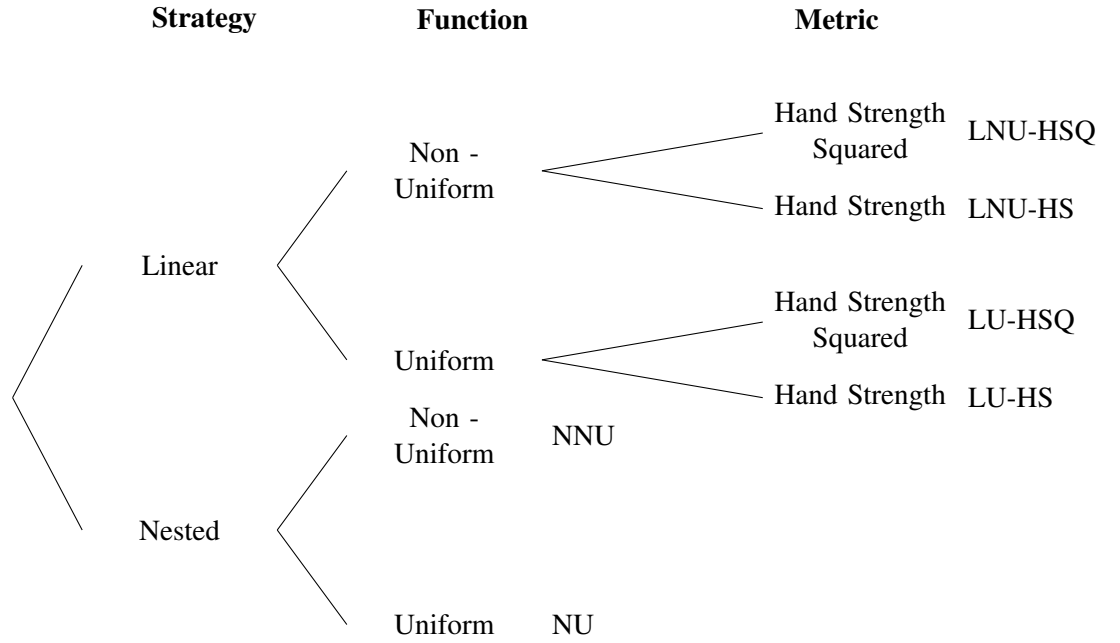 Strategy Function Metric
Hand Strength
Squared LNU-HSQ
Non -
Uniform
Hand Strength LNU-HS
Linear
Hand Strength
Squared LU-HSQ
Uniform
Hand Strength LU-HS
Non -
Uniform NNU
Nested
Uniform NU